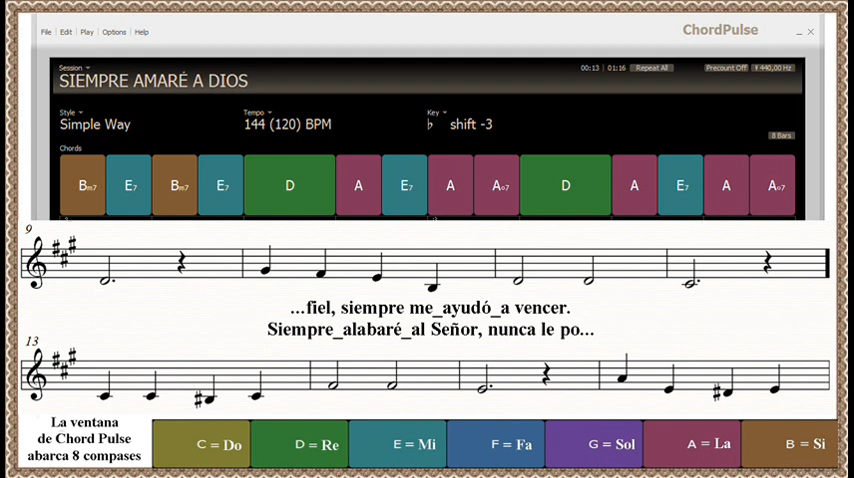 File Edit Play Options Help
ChordPulse
Session
00:13 | 01:16 Repeat All Precount Off 440,00 Hz
SIEMPRE AMARÉ A DIOS
Style Tempo Key
Simple Way 144 (120) BPM ♭ shift -3
8 Bars
Chords
Bm7 E7 Bm7 E7 D A E7 A A°7 D A E7 A A°7
9
...fiel, siempre me_ayudó_a vencer.
Siempre_alabaré_al Señor, nunca le po...
13
La ventana
de Chord Pulse
abarca 8 compases
C = Do D = Re E = Mi F = Fa G = Sol A = La B = Si